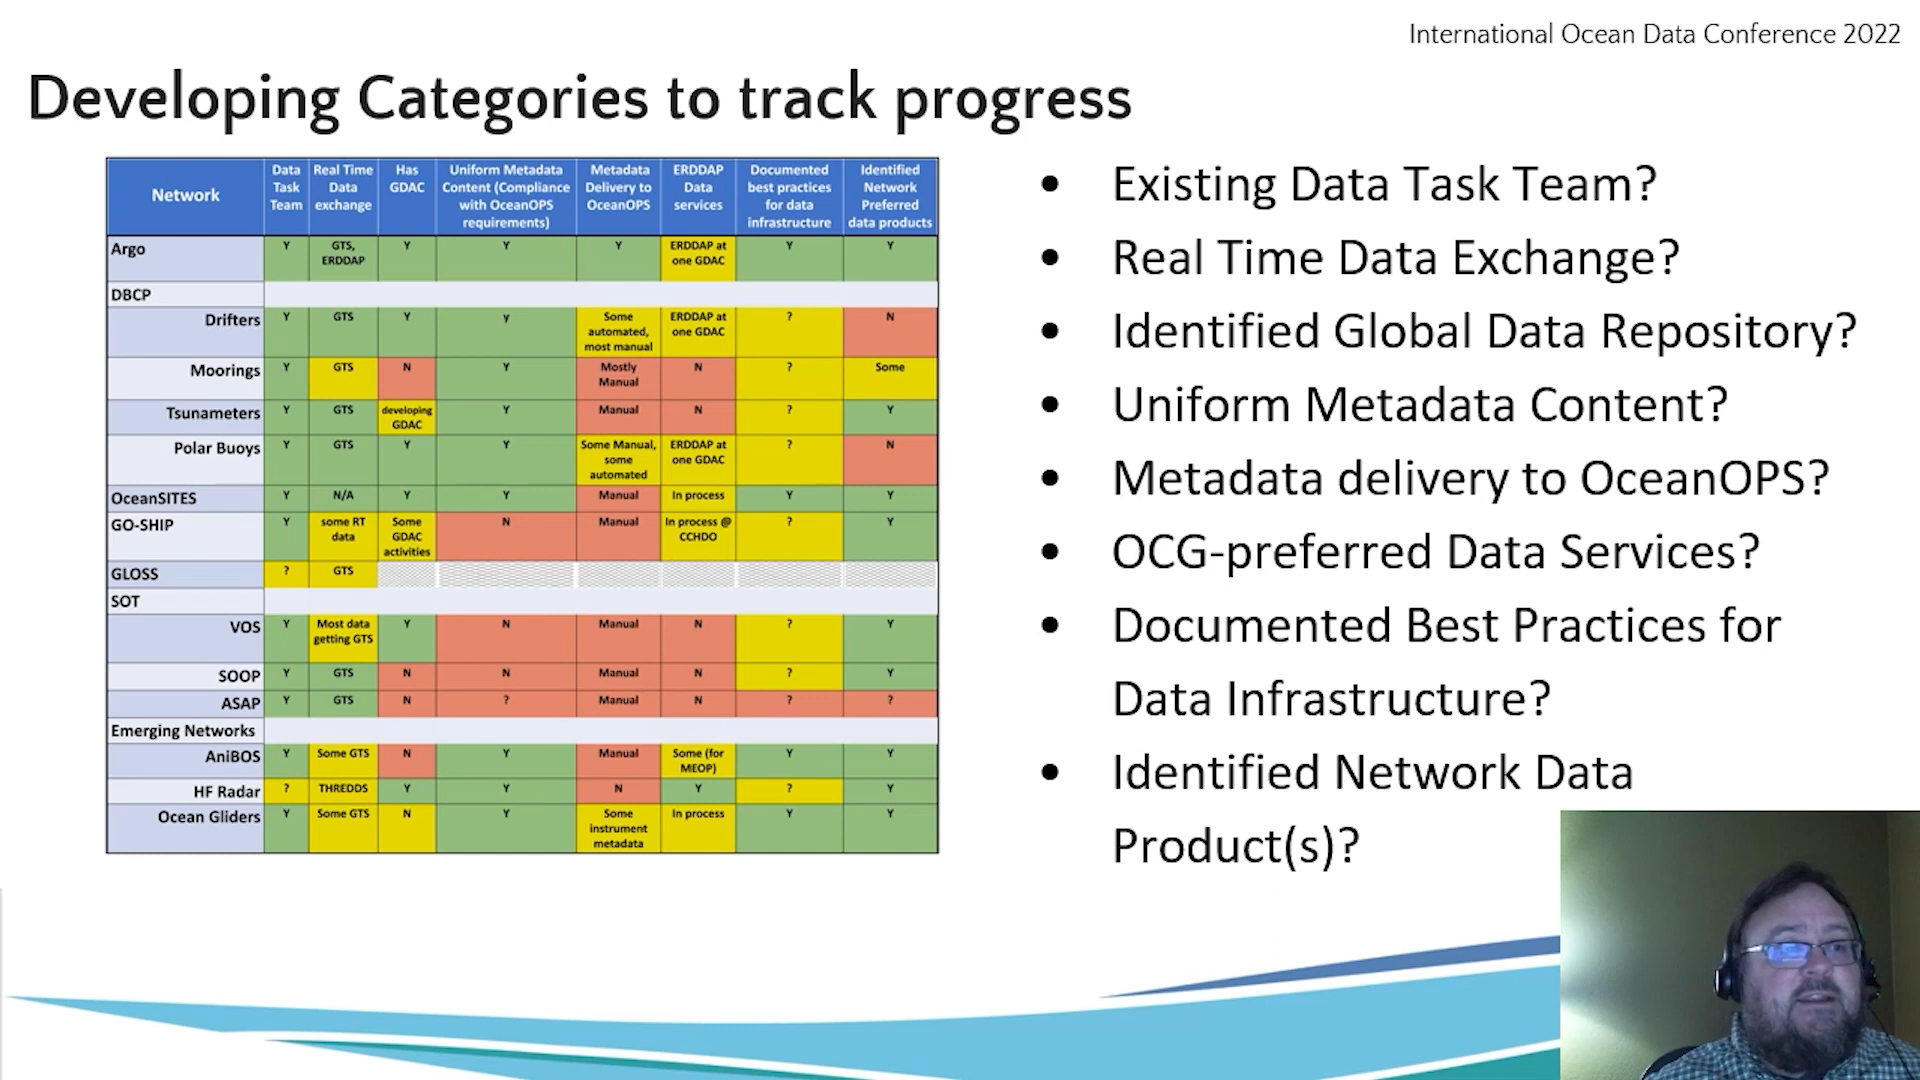 International Ocean Data Conference 2022
Developing Categories to track progress
Network | Data Task Team | Real Time Data exchange | Has GDAC | Uniform Metadata Content (Compliance with OceanOPS requirements) | Metadata Delivery to OceanOPS | ERDDAP Data services | Documented best practices for data infrastructure | Identified Network Preferred data products
Argo | Y | GTS, ERDDAP | Y | Y | Y | ERDDAP at one GDAC | Y | Y
DBCP
Drifters | Y | GTS | Y | y | Some automated, most manual | ERDDAP at one GDAC | ? | N
Moorings | Y | GTS | N | Y | Mostly Manual | N | ? | Some
Tsunameters | Y | GTS | developing GDAC | Y | Manual | N | ? | Y
Polar Buoys | Y | GTS | Y | Y | Some Manual, some automated | ERDDAP at one GDAC | ? | N
OceanSITES | Y | N/A | Y | Y | Manual | In process | Y | Y
GO-SHIP | Y | some RT data | Some GDAC activities | N | Manual | In process @ CCHDO | ? | Y
GLOSS | ? | GTS
SOT
VOS | Y | Most data getting GTS | Y | N | Manual | N | ? | Y
SOOP | Y | GTS | N | N | Manual | N | ? | Y
ASAP | Y | GTS | N | ? | Manual | N | ? | ?
Emerging Networks
AniBOS | Y | Some GTS | N | Y | Manual | Some (for MEOP) | Y | Y
HF Radar | ? | THREDDS | Y | Y | N | Y | ? | Y
Ocean Gliders | Y | Some GTS | N | Y | Some instrument metadata | In process | Y | Y
• Existing Data Task Team?
• Real Time Data Exchange?
• Identified Global Data Repository?
• Uniform Metadata Content?
• Metadata delivery to OceanOPS?
• OCG-preferred Data Services?
• Documented Best Practices for
Data Infrastructure?
• Identified Network Data
Product(s)?